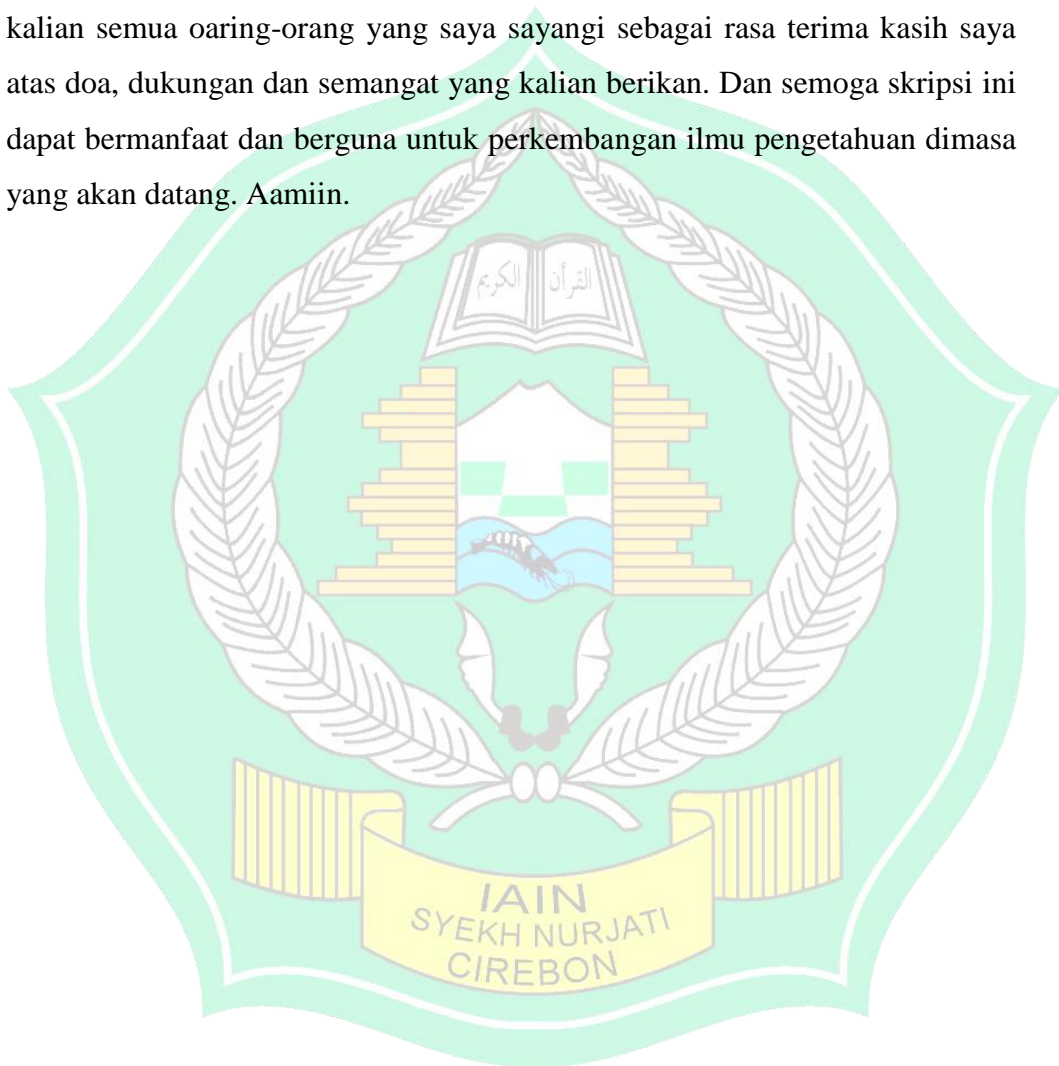 kalian semua oaring-orang yang saya sayangi sebagai rasa terima kasih saya
atas doa, dukungan dan semangat yang kalian berikan. Dan semoga skripsi ini
dapat bermanfaat dan berguna untuk perkembangan ilmu pengetahuan dimasa
yang akan datang. Aamiin.
القرأن الكريم
IAIN
SYEKH NURJATI
CIREBON